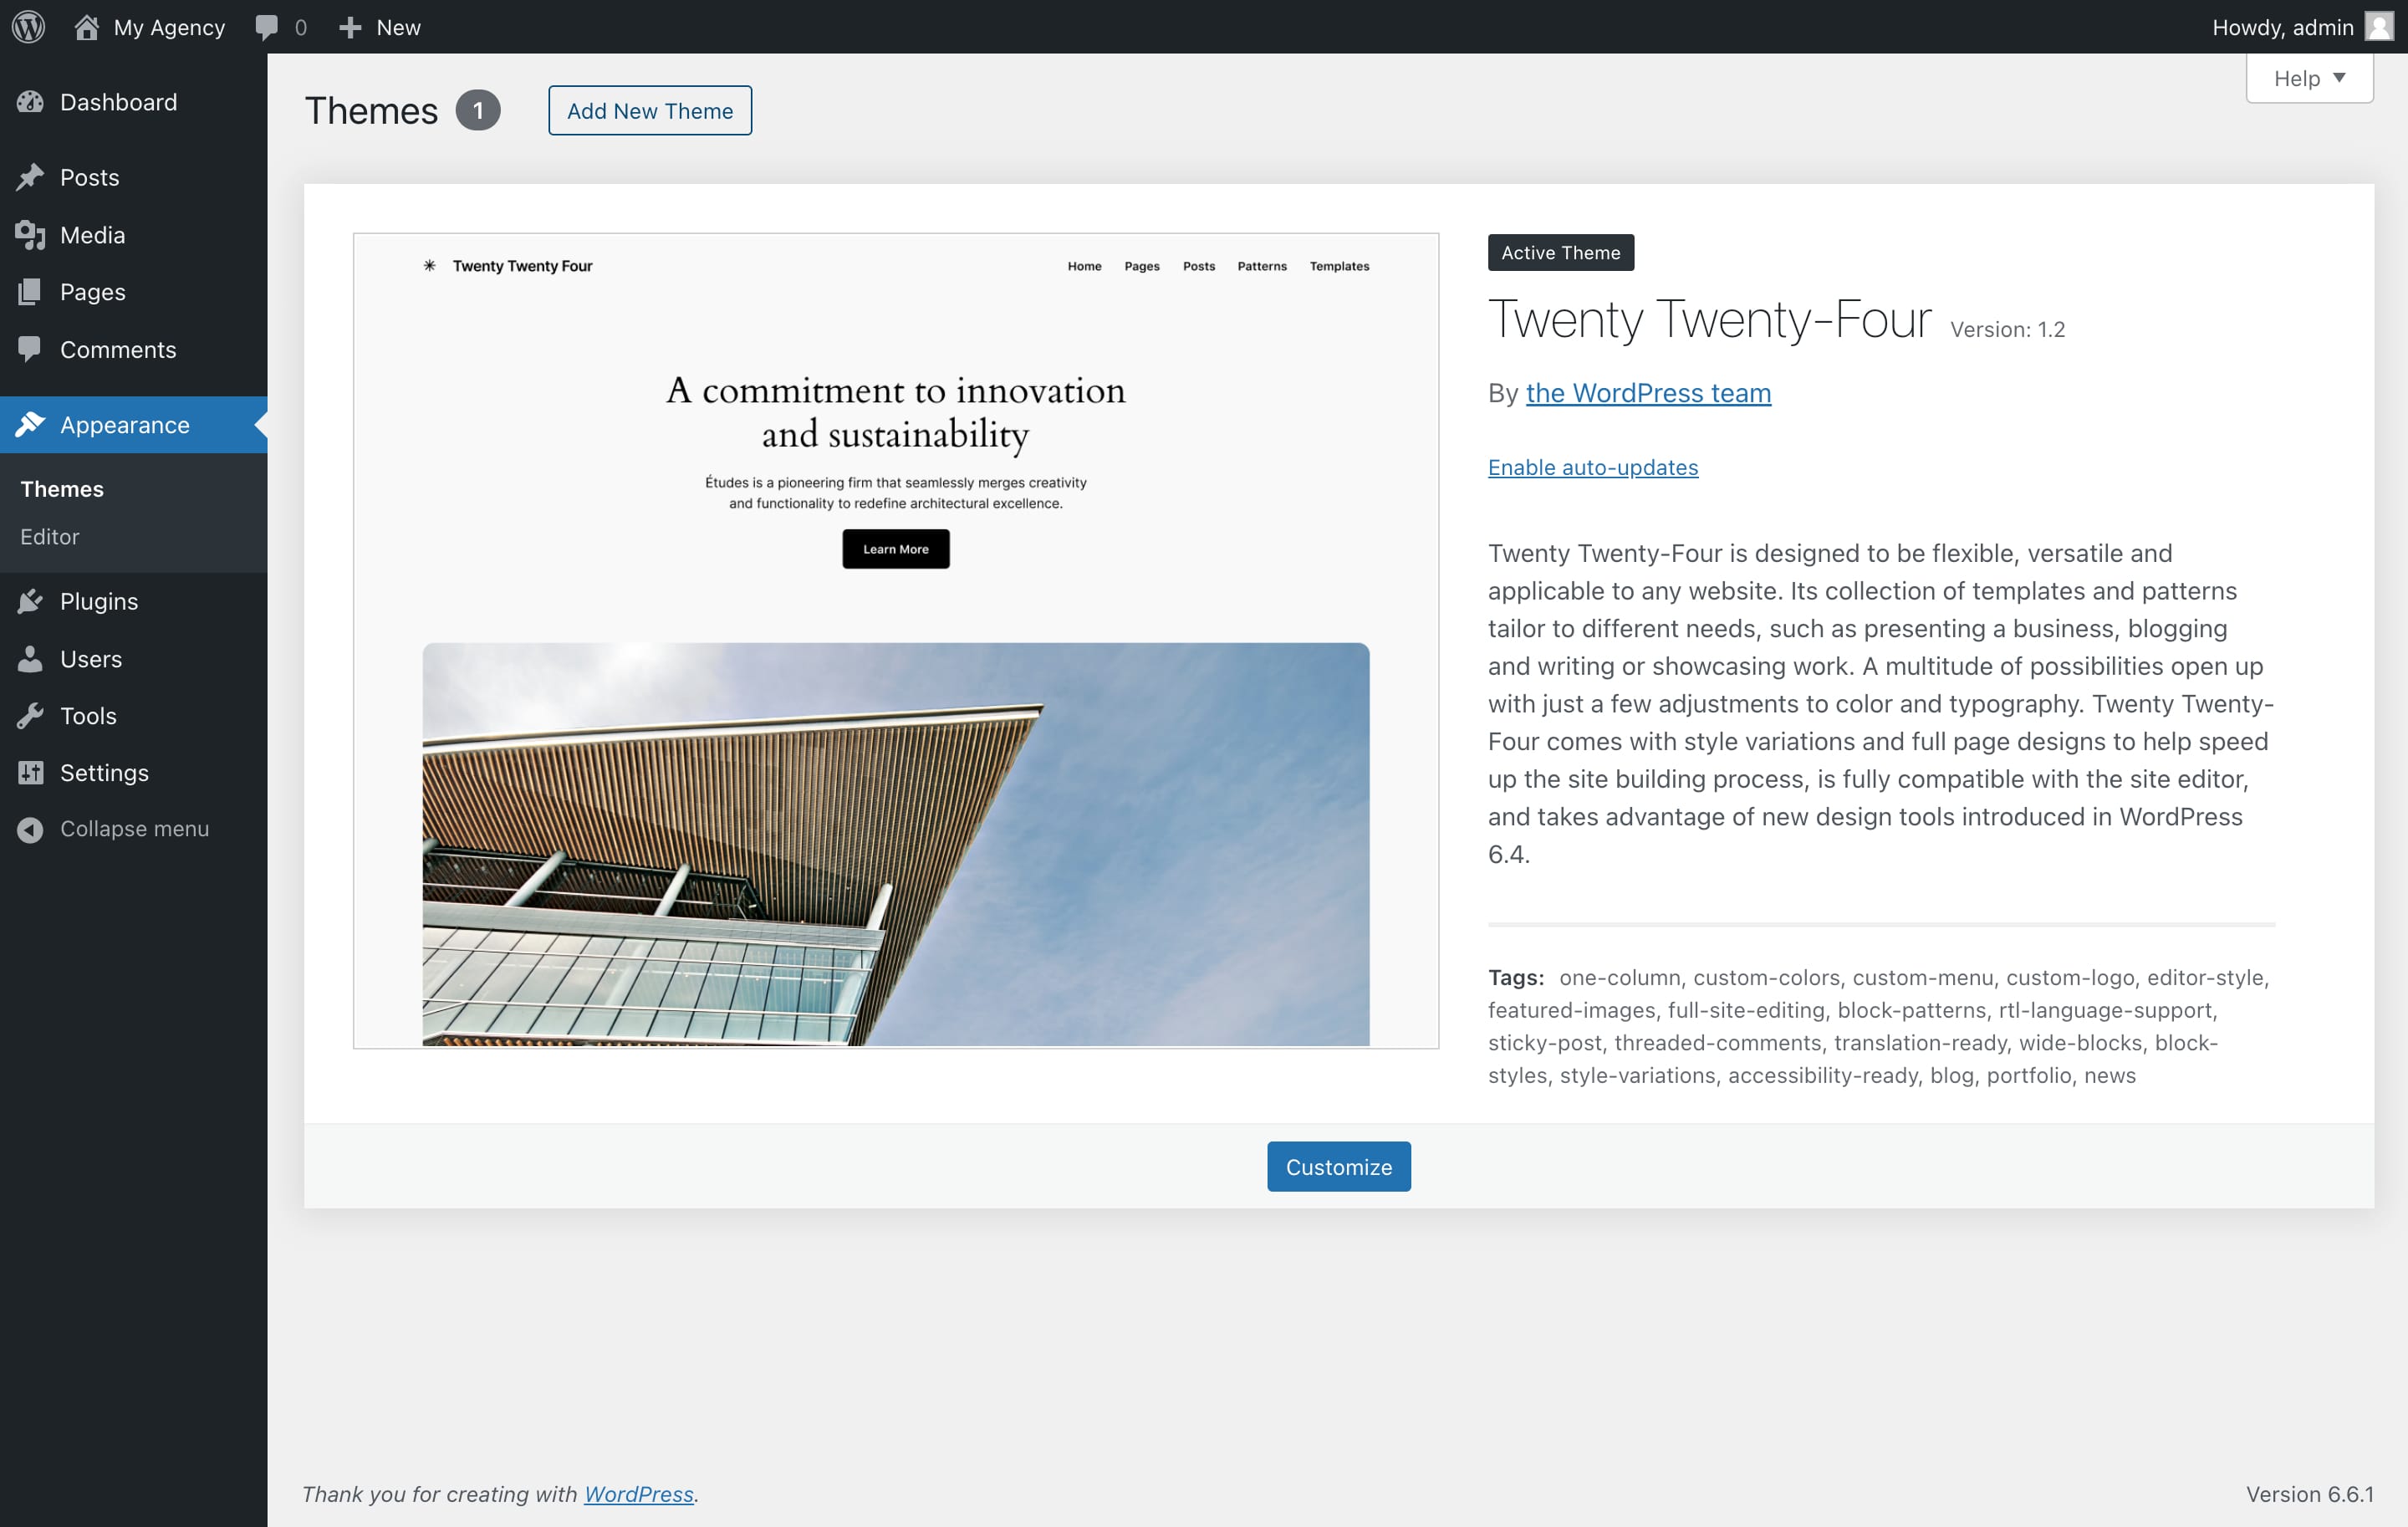 My Agency 0 New Howdy, admin
Help
Dashboard
Posts
Media
Pages
Comments
Appearance
Themes
Editor
Plugins
Users
Tools
Settings
Collapse menu
Themes 1 Add New Theme
Twenty Twenty Four Home Pages Posts Patterns Templates
A commitment to innovation
and sustainability
Études is a pioneering firm that seamlessly merges creativity
and functionality to redefine architectural excellence.
Learn More
Active Theme
Twenty Twenty-Four Version: 1.2
By the WordPress team
Enable auto-updates
Twenty Twenty-Four is designed to be flexible, versatile and
applicable to any website. Its collection of templates and patterns
tailor to different needs, such as presenting a business, blogging
and writing or showcasing work. A multitude of possibilities open up
with just a few adjustments to color and typography. Twenty Twenty-
Four comes with style variations and full page designs to help speed
up the site building process, is fully compatible with the site editor,
and takes advantage of new design tools introduced in WordPress
6.4.
Tags: one-column, custom-colors, custom-menu, custom-logo, editor-style,
featured-images, full-site-editing, block-patterns, rtl-language-support,
sticky-post, threaded-comments, translation-ready, wide-blocks, block-
styles, style-variations, accessibility-ready, blog, portfolio, news
Customize
Thank you for creating with WordPress.
Version 6.6.1